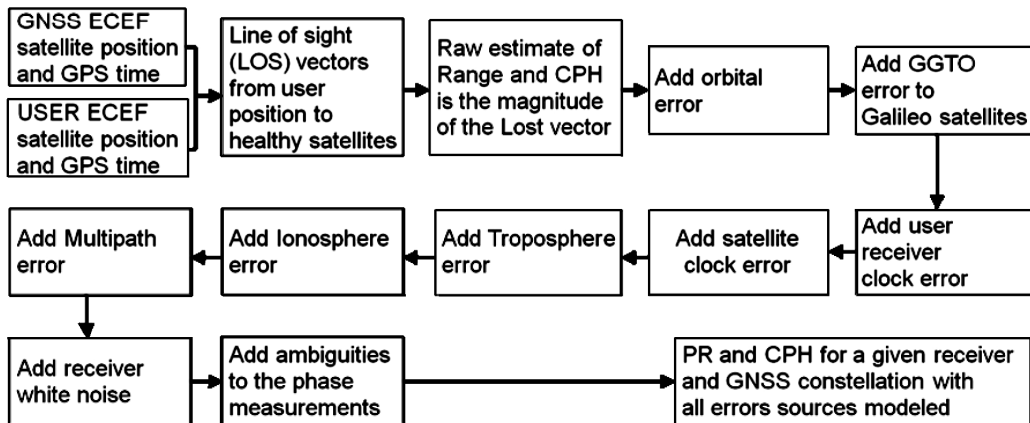 GNSS ECEF
satellite position
and GPS time
USER ECEF
satellite position
and GPS time
Line of sight
(LOS) vectors
from user
position to
healthy satellites
Raw estimate of
Range and CPH
is the magnitude
of the Lost vector
Add orbital
error
Add GGTO
error to
Galileo satellites
Add user
receiver
clock error
Add satellite
clock error
Add Troposphere
error
Add Ionosphere
error
Add Multipath
error
Add receiver
white noise
Add ambiguities
to the phase
measurements
PR and CPH for a given receiver
and GNSS constellation with
all errors sources modeled